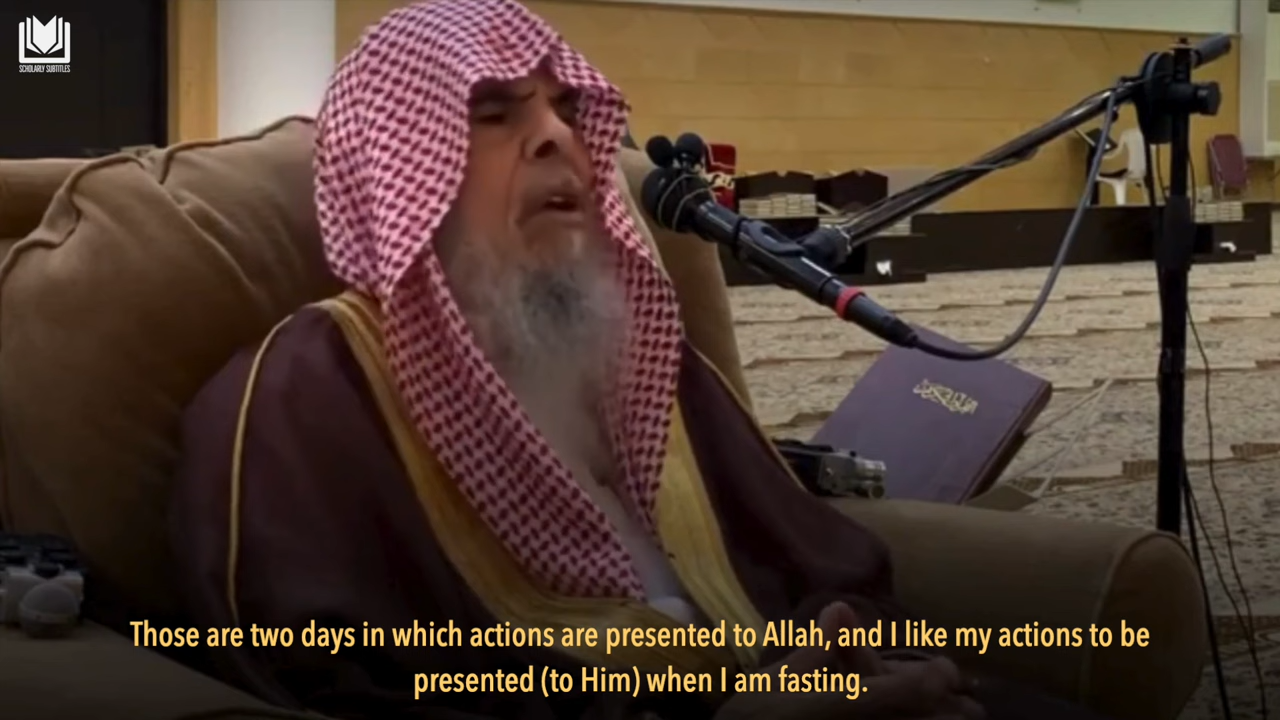 SCHOLARLY SUBTITLES
Those are two days in which actions are presented to Allah, and I like my actions to be
presented (to Him) when I am fasting.